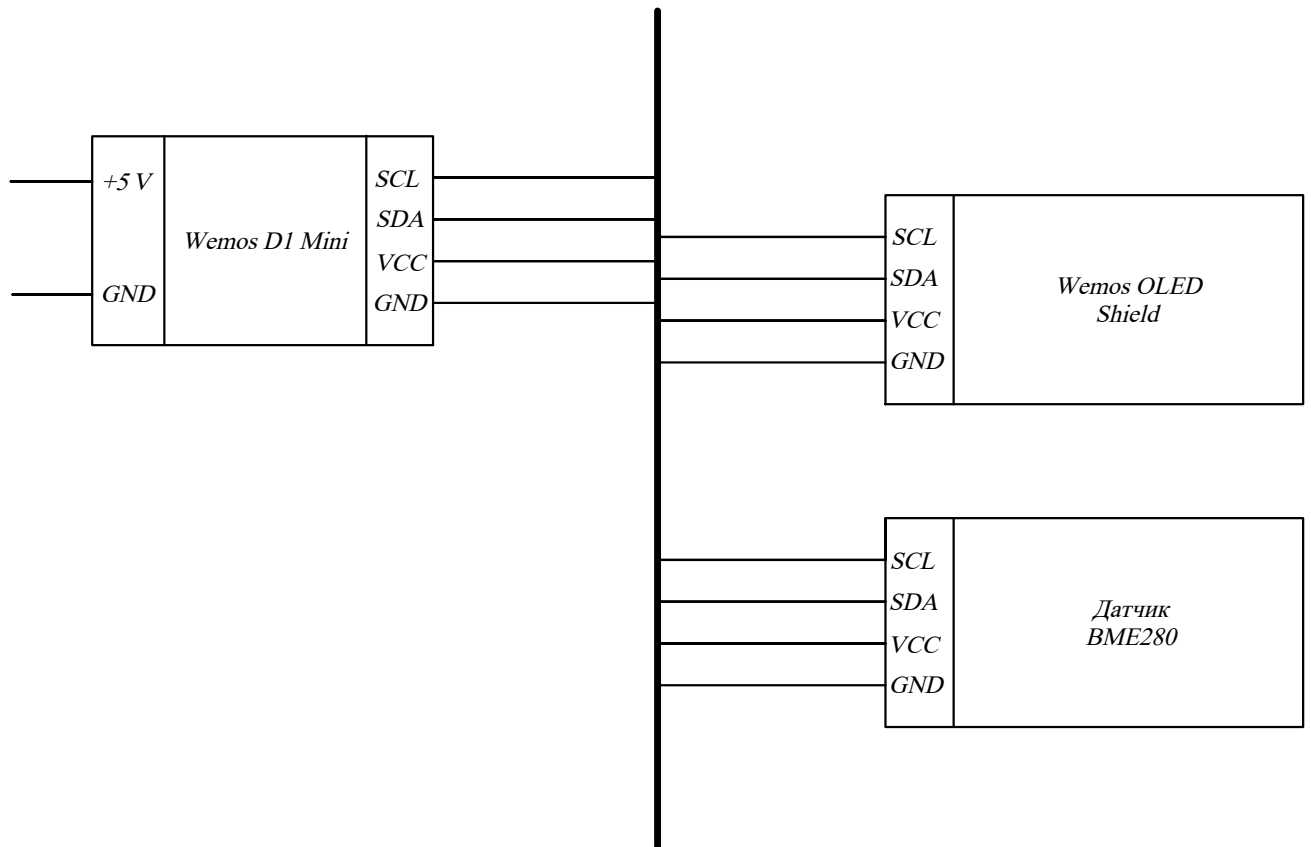 +5 V
GND
Wemos D1 Mini
SCL
SDA
VCC
GND
SCL
SDA
VCC
GND
Wemos OLED
Shield
SCL
SDA
VCC
GND
Датчик
BME280